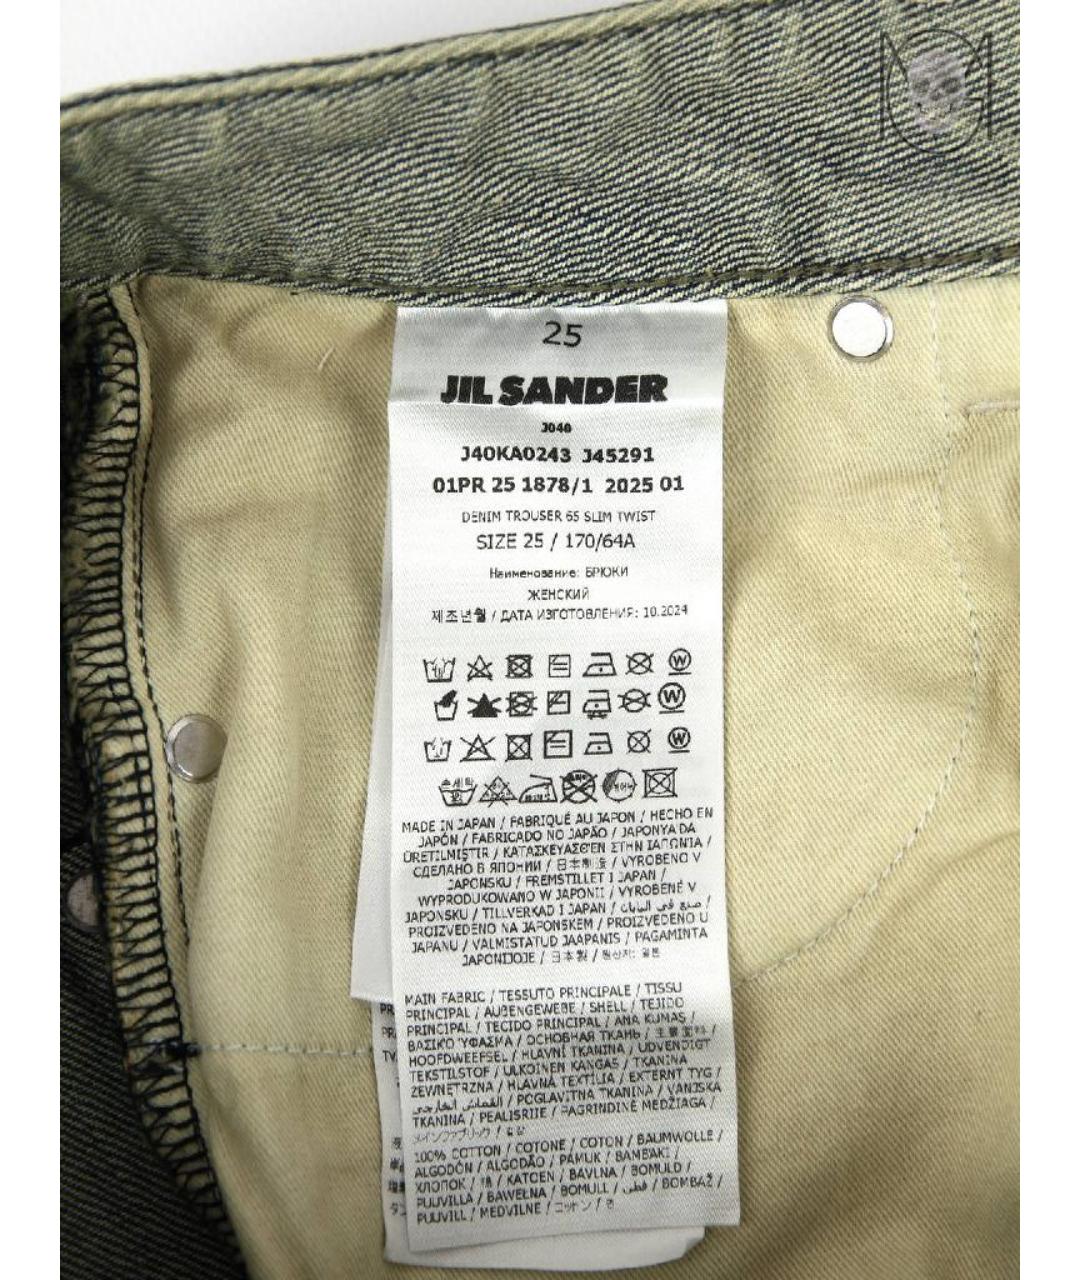 25
JIL SANDER
J040
J40KA0243 J45291
01PR 25 1878/1 2025 01
DENIM TROUSER 65 SLIM TWIST
SIZE 25 / 170/64A
Наименование: БРЮКИ
ЖЕНСКИЙ
제조년월 / ДАТА ИЗГОТОВЛЕНИЯ: 10.2024
MADE IN JAPAN / FABRIQUÉ AU JAPON / HECHO EN
JAPÓN / FABRICADO NO JAPÃO / JAPONYA DA
ÜRETILMIŞTIR / ΚΑΤΑΣΚΕΥΑΣΘΕΝ ΣΤΗΝ ΙΑΠΩΝΙΑ /
СДЕЛАНО В ЯПОНИИ / 日本制造 / VYROBENO V
JAPONSKU / FREMSTILLET I JAPAN /
WYPRODUKOWANO W JAPONII / VYROBENÉ V
JAPONSKU / TILLVERKAD I JAPAN / صنع في اليابان /
PROIZVEDENO NA JAPONSKEM / PROIZVEDENO U
JAPANU / VALMISTATUD JAAPANIS / PAGAMINTA
JAPONIJOJE / 日本製 / 원산지: 일본
MAIN FABRIC / TESSUTO PRINCIPALE / TISSU
PRINCIPAL / AUßENGEWEBE / SHELL / TEJIDO
PRINCIPAL / TECIDO PRINCIPAL / ANA KUMAŞ /
ΒΑΣΙΚΟ ΎΦΑΣΜΑ / ОСНОВНАЯ ТКАНЬ / 主要面料 /
HOOFDWEEFSEL / HLAVNÍ TKANINA / UDVENDIGT
TEKSTILSTOF / ULKOINEN KANGAS / TKANINA
ZEWNĘTRZNA / HLAVNÁ TEXTÍLIA / EXTERNT TYG /
القماش الخارجي / POGLAVITNA TKANINA / VANJSKA
TKANINA / PEALISRIIE / PAGRINDINĖ MEDŽIAGA /
メインファブリック / 겉감
100% COTTON / COTONE / COTON / BAUMWOLLE /
ALGODÓN / ALGODÃO / PAMUK / ΒΑΜΒΑΚΙ /
ХЛОПОК / 棉 / KATOEN / BAVLNA / BOMULD /
PUUVILLA / BAWEŁNA / BOMULL / قطن / BOMBAŽ /
PUUVILL / MEDVILNE / コットン / 면